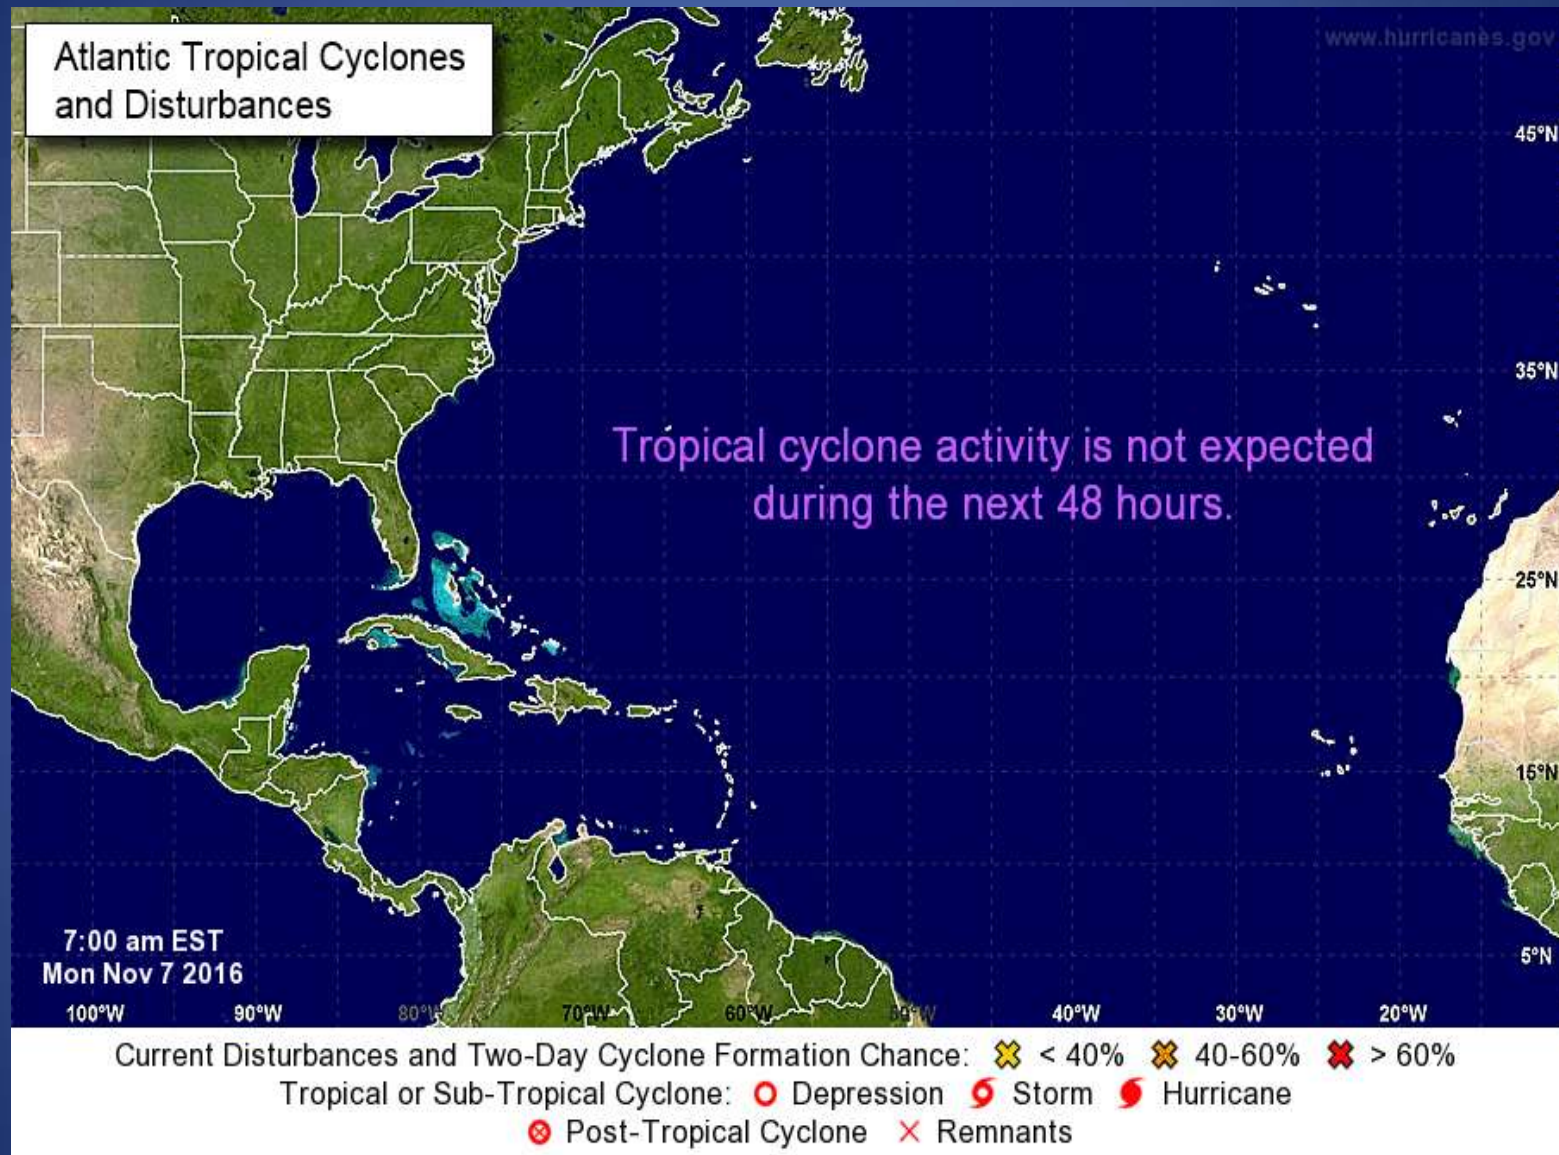 www.hurricanes.gov
Atlantic Tropical Cyclones
and Disturbances
45°N
35°N
Tropical cyclone activity is not expected
during the next 48 hours.
25°N
15°N
7:00 am EST
Mon Nov 7 2016
5°N
100°W 90°W 80°W 70°W 60°W 50°W 40°W 30°W 20°W
Current Disturbances and Two-Day Cyclone Formation Chance: < 40% 40-60% > 60%
Tropical or Sub-Tropical Cyclone: Depression Storm Hurricane
Post-Tropical Cyclone Remnants